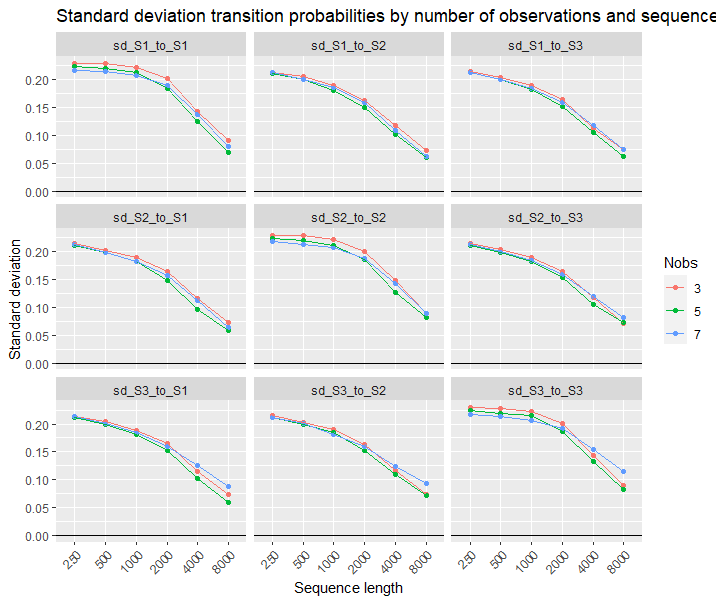 Standard deviation transition probabilities by number of observations and sequence
sd_S1_to_S1 sd_S1_to_S2 sd_S1_to_S3
0.20
0.15
0.10
0.05
0.00
sd_S2_to_S1 sd_S2_to_S2 sd_S2_to_S3
0.20
0.15
0.10
0.05
0.00
sd_S3_to_S1 sd_S3_to_S2 sd_S3_to_S3
0.20
0.15
0.10
0.05
0.00
250 500 1000 2000 4000 8000 250 500 1000 2000 4000 8000 250 500 1000 2000 4000 8000
Sequence length
Standard deviation
Nobs
3
5
7